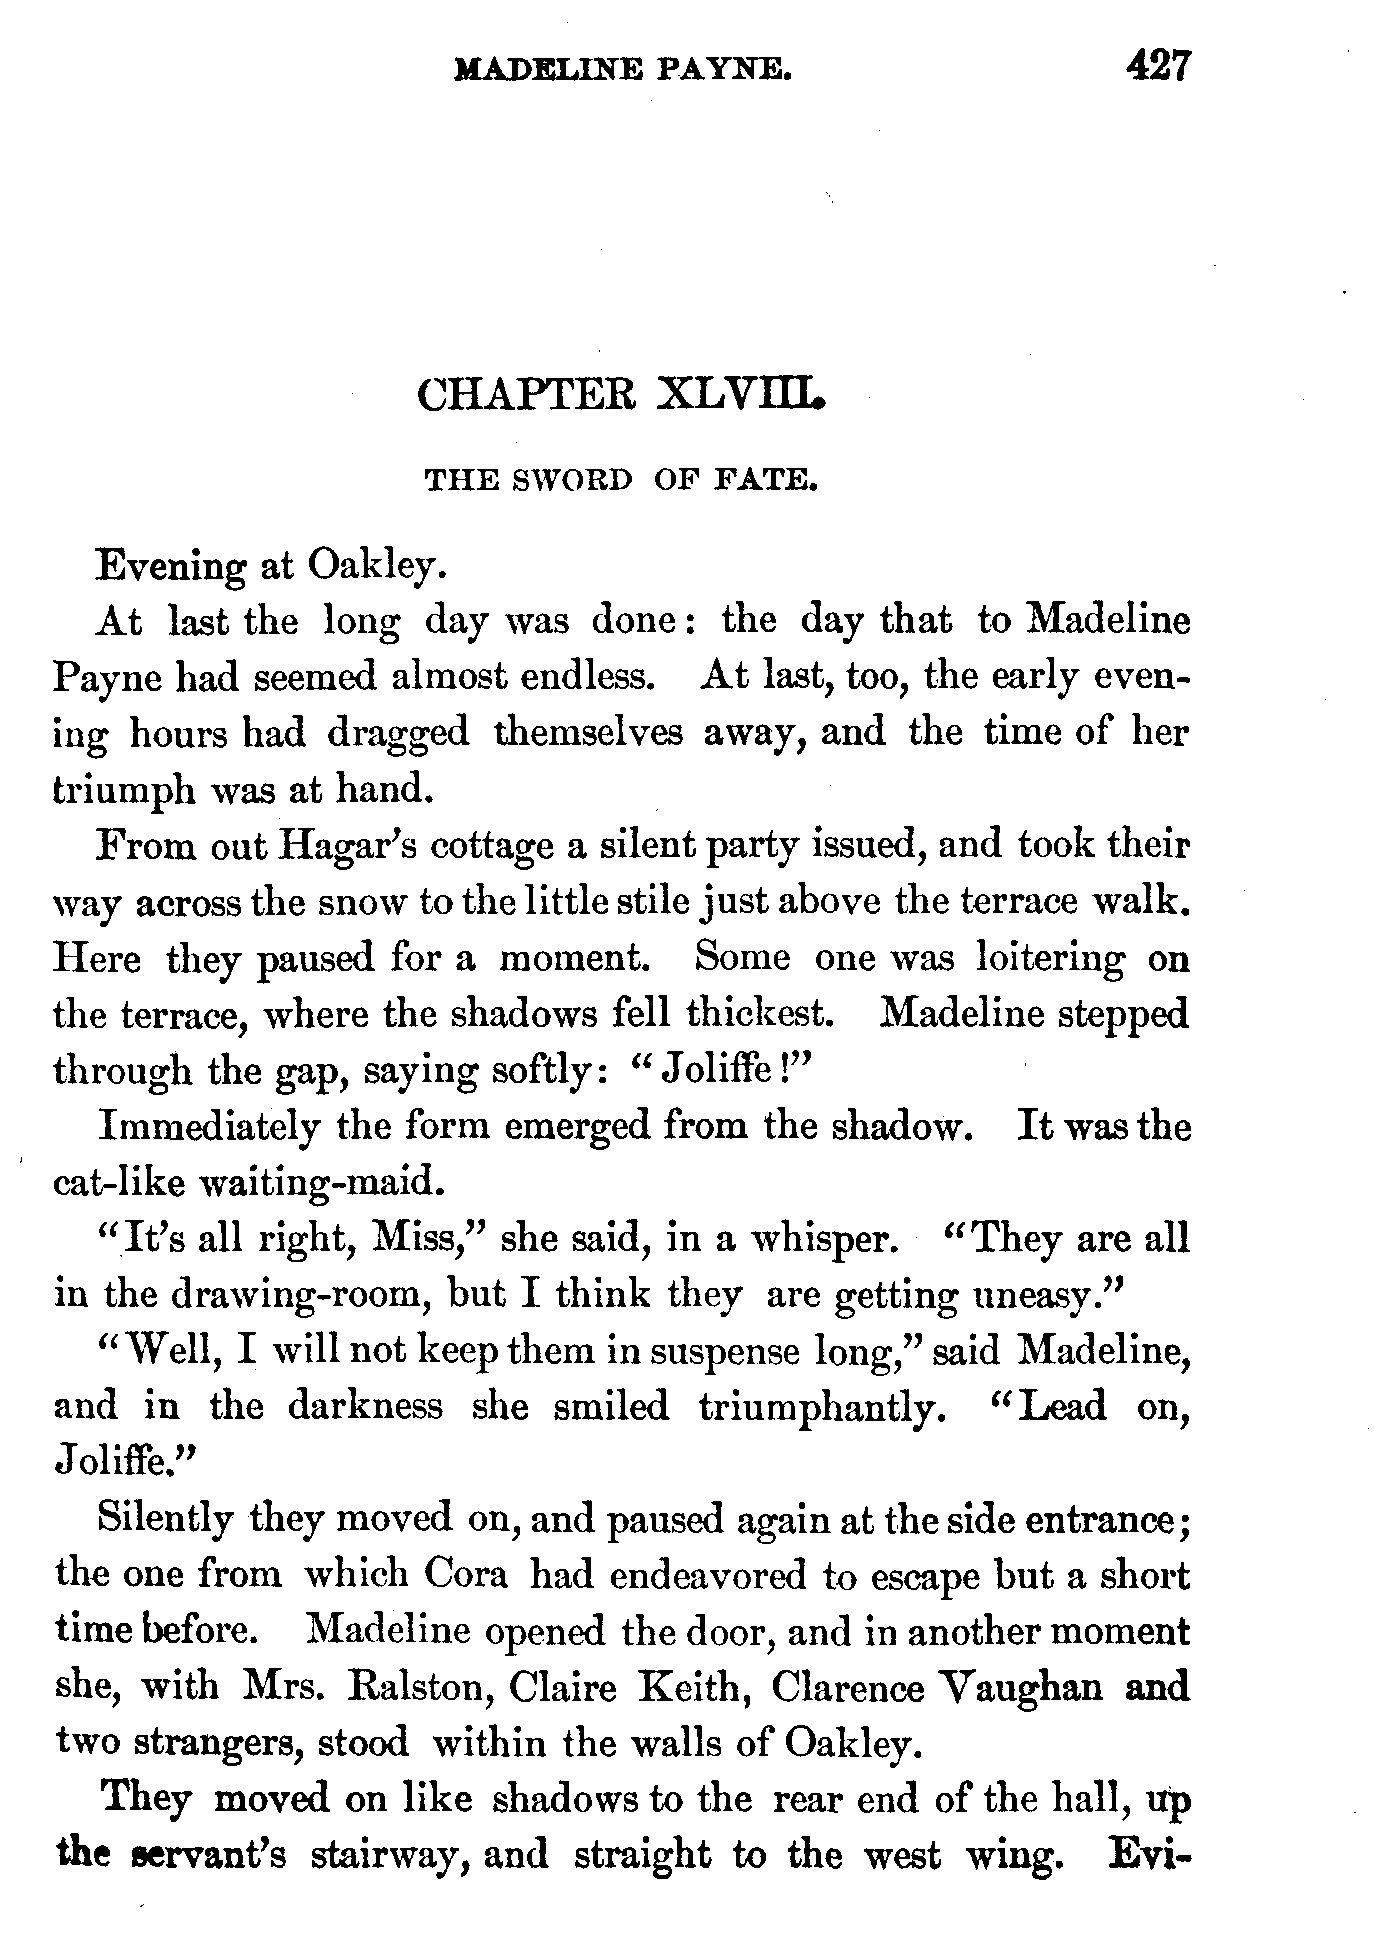 MADELINE PAYNE. 427
CHAPTER XLVIII.
THE SWORD OF FATE.
Evening at Oakley.
At last the long day was done: the day that to Madeline
Payne had seemed almost endless. At last, too, the early even-
ing hours had dragged themselves away, and the time of her
triumph was at hand.
From out Hagar's cottage a silent party issued, and took their
way across the snow to the little stile just above the terrace walk.
Here they paused for a moment. Some one was loitering on
the terrace, where the shadows fell thickest. Madeline stepped
through the gap, saying softly: "Joliffe!"
Immediately the form emerged from the shadow. It was the
cat-like waiting-maid.
"It's all right, Miss," she said, in a whisper. "They are all
in the drawing-room, but I think they are getting uneasy."
"Well, I will not keep them in suspense long," said Madeline,
and in the darkness she smiled triumphantly. "Lead on,
Joliffe."
Silently they moved on, and paused again at the side entrance;
the one from which Cora had endeavored to escape but a short
time before. Madeline opened the door, and in another moment
she, with Mrs. Ralston, Claire Keith, Clarence Vaughan and
two strangers, stood within the walls of Oakley.
They moved on like shadows to the rear end of the hall, up
the servant's stairway, and straight to the west wing. Evi-